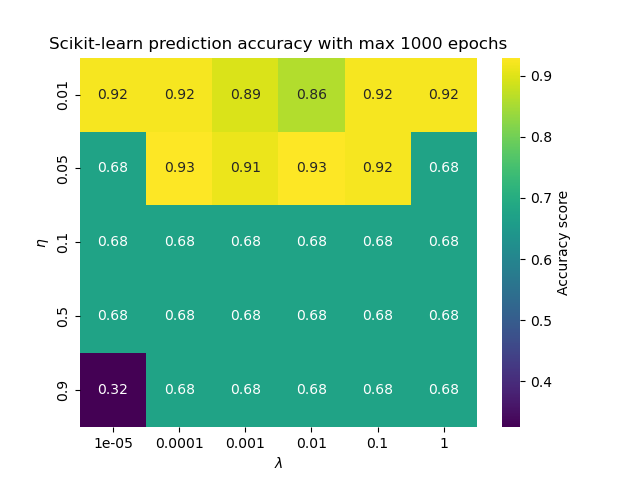 Scikit-learn prediction accuracy with max 1000 epochs
0.01 0.92 0.92 0.89 0.86 0.92 0.92
0.05 0.68 0.93 0.91 0.93 0.92 0.68
0.1 0.68 0.68 0.68 0.68 0.68 0.68
0.5 0.68 0.68 0.68 0.68 0.68 0.68
0.9 0.32 0.68 0.68 0.68 0.68 0.68
1e-05 0.0001 0.001 0.01 0.1 1
λ
η
0.9
0.8
0.7
0.6
0.5
0.4
Accuracy score